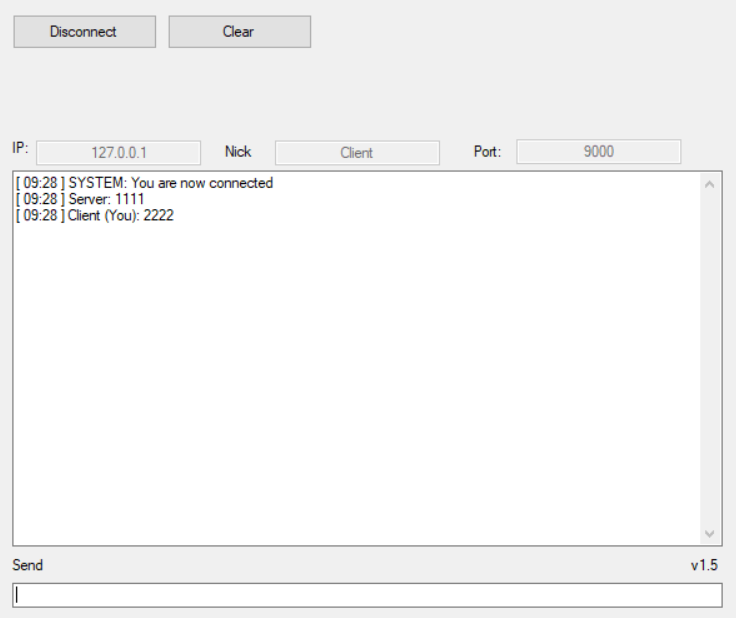 Disconnect Clear
IP: 127.0.0.1 Nick Client Port: 9000
[ 09:28 ] SYSTEM: You are now connected
[ 09:28 ] Server: 1111
[ 09:28 ] Client (You): 2222
Send v1.5